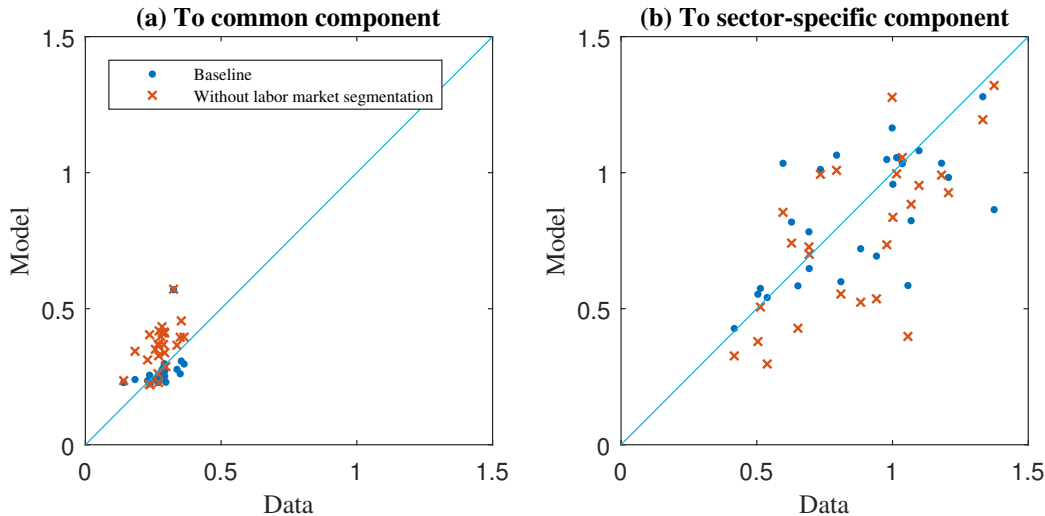 (a) To common component
1.5
1
0.5
0
Model
Baseline
Without labor market segmentation
0
0.5
1
1.5
Data
(b) To sector-specific component
1.5
1
0.5
0
Model
0
0.5
1
1.5
Data